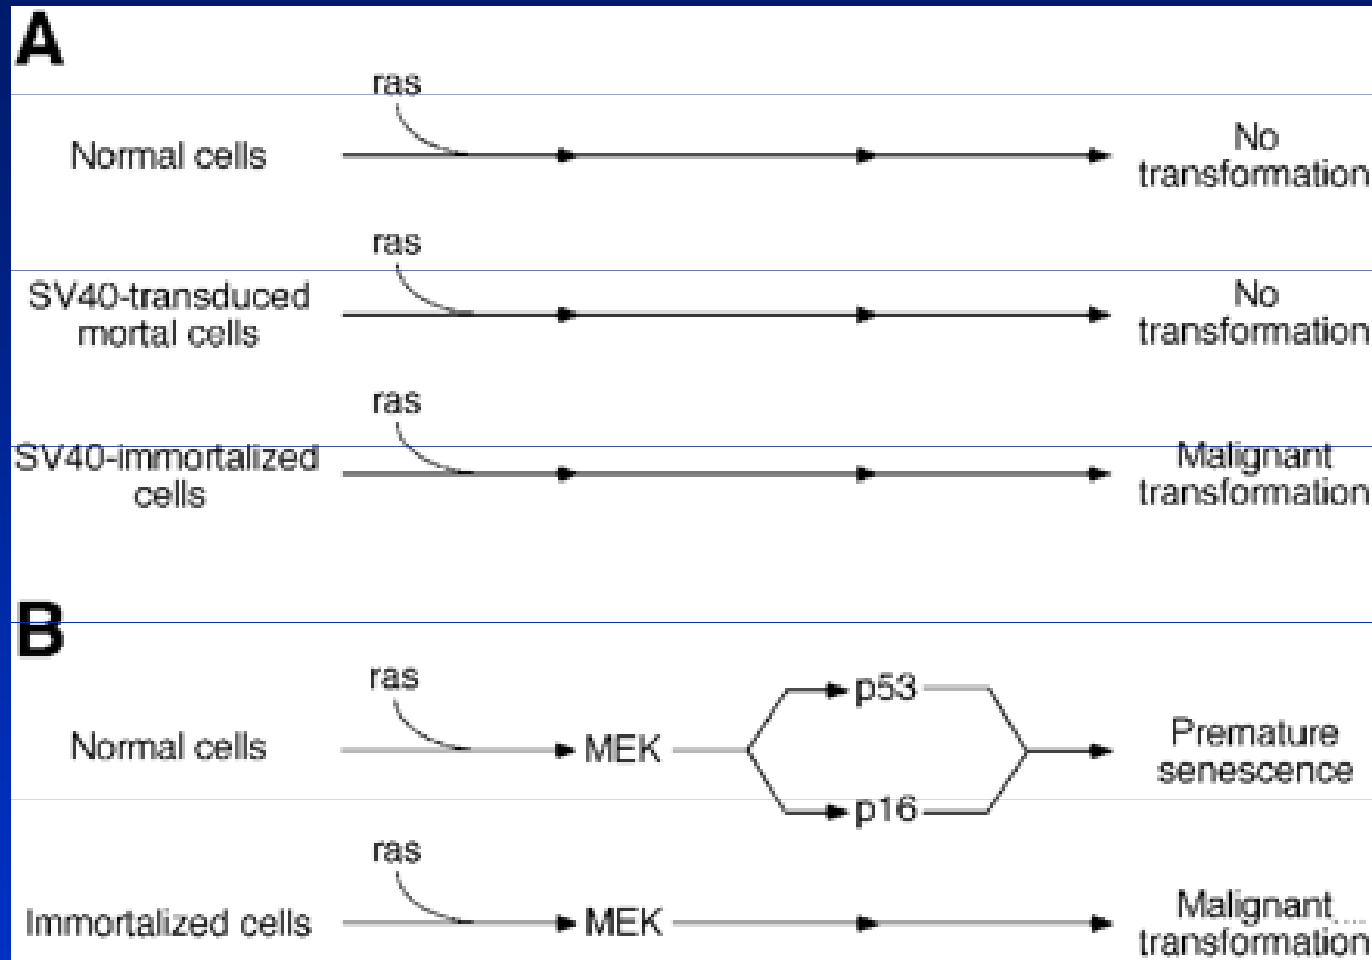 A
ras
Normal cells
No
transformation
ras
SV40-transduced
mortal cells
No
transformation
ras
SV40-immortalized
cells
Malignant
transformation
B
ras
Normal cells
MEK
p53
p16
Premature
senescence
ras
Immortalized cells
MEK
Malignant
transformation